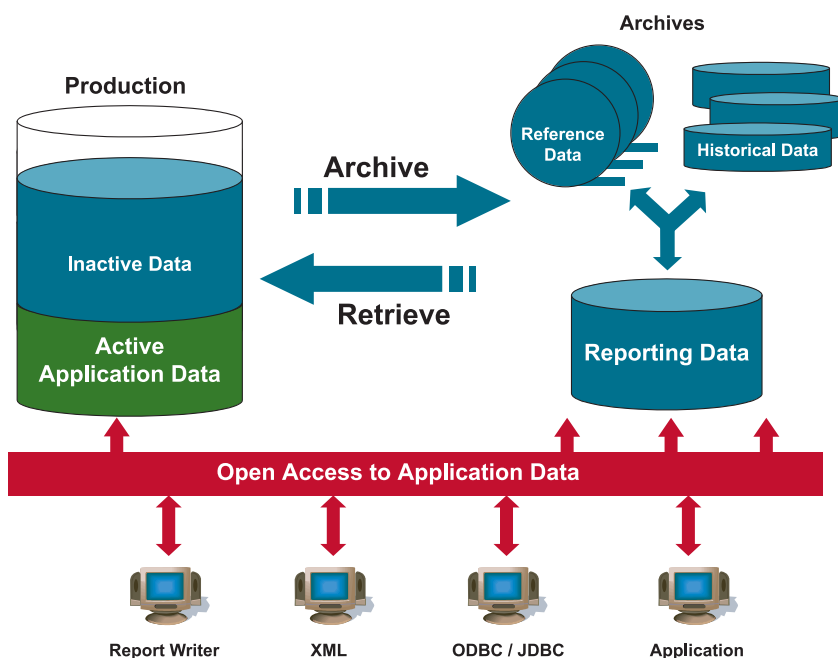 Archives
Production
Reference
Data
Historical Data
Archive
Inactive Data
Retrieve
Active
Application Data
Reporting Data
Open Access to Application Data
Report Writer
XML
ODBC / JDBC
Application